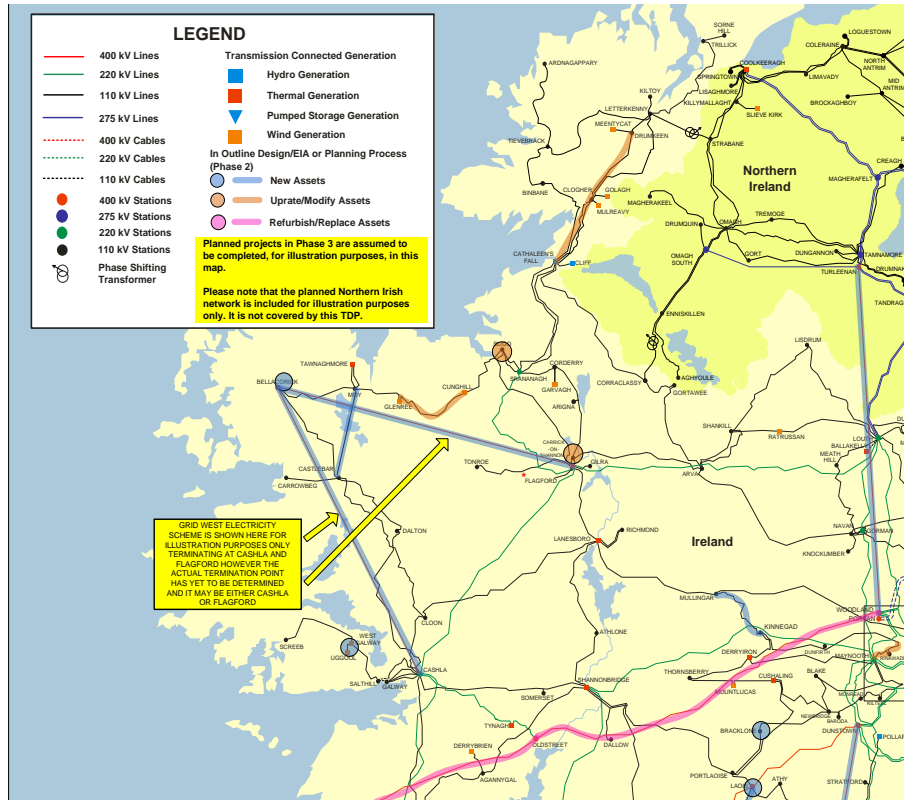 LEGEND
400 kV Lines
220 kV Lines
110 kV Lines
275 kV Lines
400 kV Cables
220 kV Cables
110 kV Cables
400 kV Stations
275 kV Stations
220 kV Stations
110 kV Stations
Phase Shifting
Transformer
Transmission Connected Generation
Hydro Generation
Thermal Generation
Pumped Storage Generation
Wind Generation
In Outline Design/EIA or Planning Process
(Phase 2)
New Assets
Uprate/Modify Assets
Refurbish/Replace Assets
Planned projects in Phase 3 are assumed to
be completed, for illustration purposes, in this
map.
Please note that the planned Northern Irish
network is included for illustration purposes
only. It is not covered by this TDP.
SORNE
HILL
TRILLICK
LOGUESTOWN
COLERAINE
ARDNAGAPPARY
COOLKEERAGH
NORTH
ANTRIM
SPRINGTOWN
LIMAVADY
MID
ANTRIM
KILTOY
LISAGHMORE
KILLYMALLAGHT
BROCKAGHBOY
LETTERKENNY
SLIEVE KIRK
MEENTYCAT
DRUMKEEN
TIEVEBRACK
STRABANE
CREAGH
Northern
Ireland
MAGHERAFELT
BINBANE
CLOGHER
GOLAGH
MAGHERAKEEL
MULREAVY
TREMOGE
DRUMQUIN
OMAGH
CATHALEEN'S
FALL
CLIFF
OMAGH
SOUTH
GORT
DUNGANNON
TAMNAMORE
TURLEENAN
DRUMNAK
TANDRAG
ENNISKILLEN
LISDRUM
TAWNAGHMORE
CORDERRY
BELLACORICK
MOY
CUNGHILL
SRANANAGH
GARVAGH
CORRACLASSY
AGHYOULE
GORTAWEE
GLENREE
ARIGNA
SHANKILL
RATRUSSAN
LOUTH
BALLAKELLY
MEATH
HILL
CARRICK
-ON-
SHANNON
GILRA
TONROE
FLAGFORD
ARVA
CASTLEBAR
CARROWBEG
GRID WEST ELECTRICITY
SCHEME IS SHOWN HERE FOR
ILLUSTRATION PURPOSES ONLY
TERMINATING AT CASHLA AND
FLAGFORD HOWEVER THE
ACTUAL TERMINATION POINT
HAS YET TO BE DETERMINED
AND IT MAY BE EITHER CASHLA
OR FLAGFORD
DALTON
RICHMOND
LANESBORO
Ireland
NAVAN
GORMAN
KNOCKUMBER
MULLINGAR
WOODLAND
PORTAN
CLOON
ATHLONE
KINNEGAD
SCREEB
WEST
GALWAY
UGGOOL
DERRYIRON
DUNFIRTH
MAYNOOTH
CASHLA
THORNSBERRY
CUSHALING
BLAKE
SALTHILL
GALWAY
SHANNONBRIDGE
SOMERSET
MOUNTLUCAS
NEWBRIDGE
BARODA
TYNAGH
BRACKLONE
DUNSTOWN
OLDSTREET
DALLOW
POLLAP
DERRYBRIEN
AGANNYGAL
PORTLAOISE
LAOIS
ATHY
STRATFORD